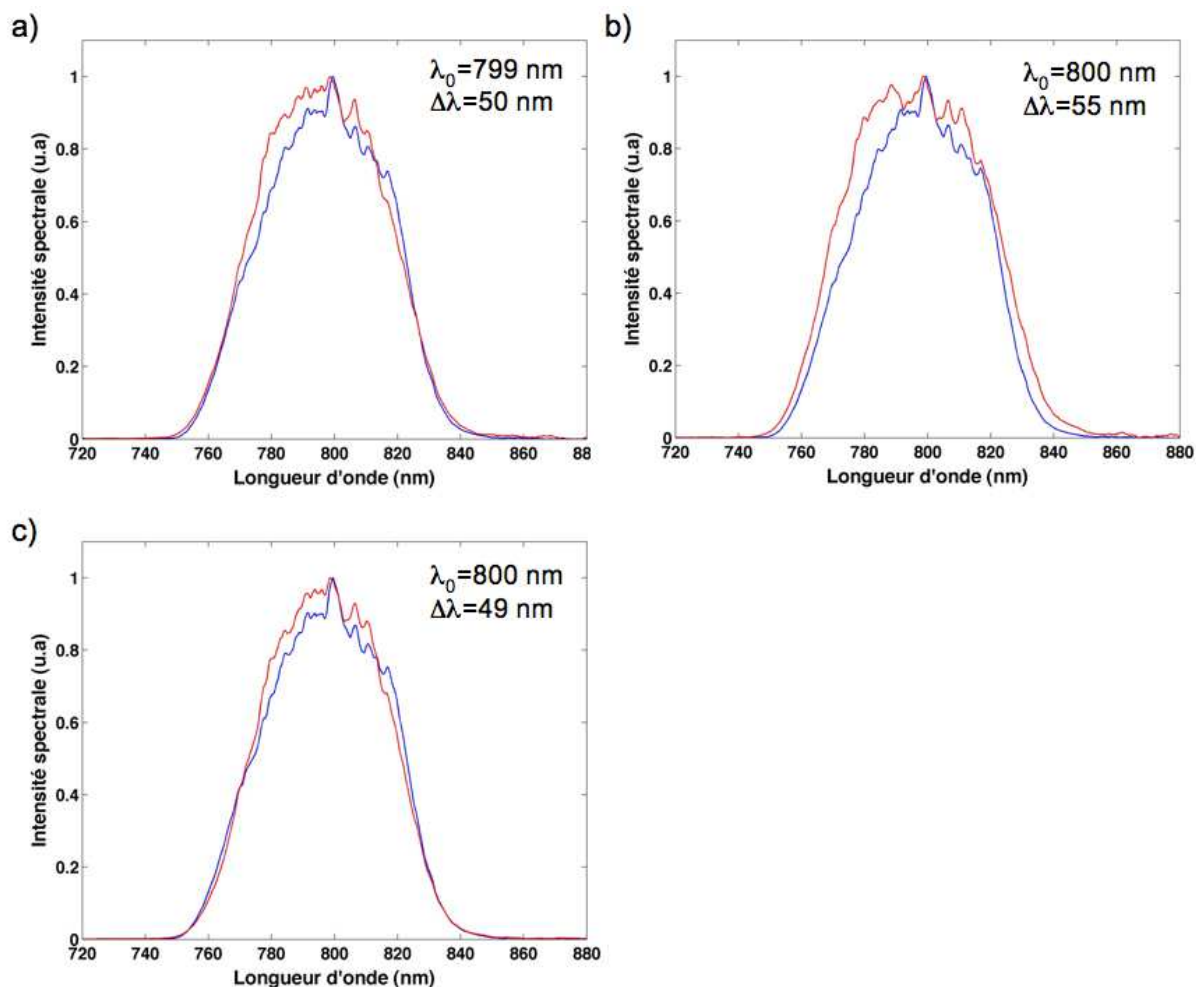 a)
λ₀=799 nm
Δλ=50 nm
Intensité spectrale (u.a)
1
0.8
0.6
0.4
0.2
0
720 740 760 780 800 820 840 860 88
Longueur d'onde (nm)
b)
λ₀=800 nm
Δλ=55 nm
Intensité spectrale (u.a)
1
0.8
0.6
0.4
0.2
0
720 740 760 780 800 820 840 860 880
Longueur d'onde (nm)
c)
λ₀=800 nm
Δλ=49 nm
Intensité spectrale (u.a)
1
0.8
0.6
0.4
0.2
0
720 740 760 780 800 820 840 860 880
Longueur d'onde (nm)